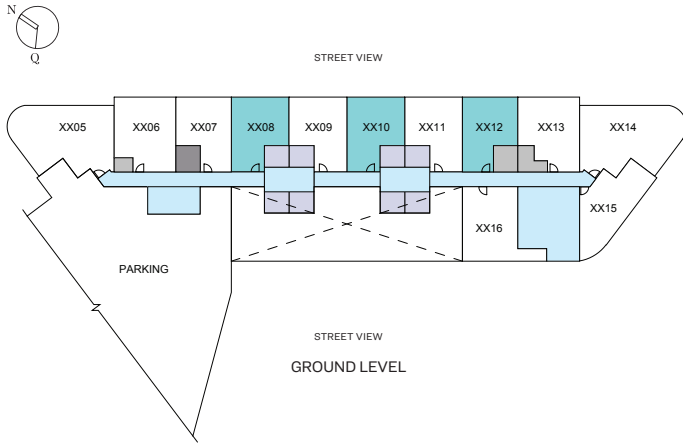 N
Q
STREET VIEW
XX05 XX06 XX07 XX08 XX09 XX10 XX11 XX12 XX13 XX14
XX15
XX16
PARKING
STREET VIEW
GROUND LEVEL